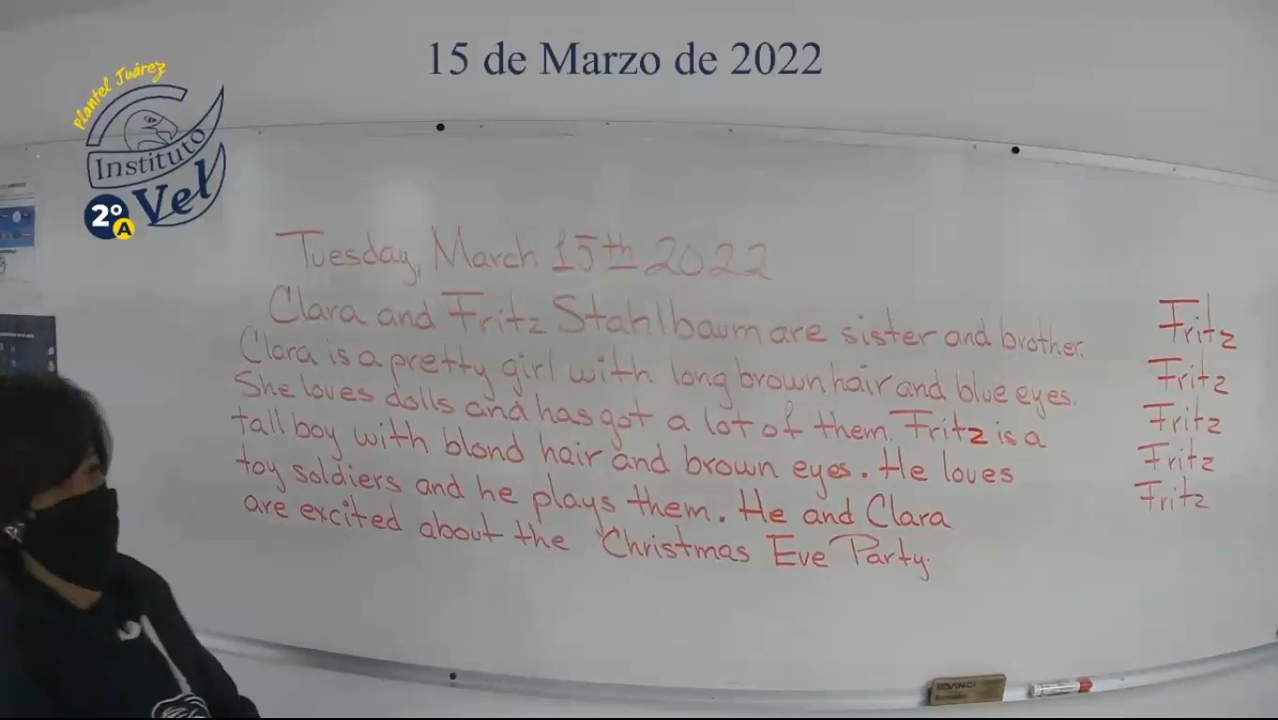 15 de Marzo de 2022
Plantel Juárez
Instituto
Vel
2° A
Tuesday, March 15th 2022
Clara and Fritz Stahlbaum are sister and brother.
Clara is a pretty girl with long brown hair and blue eyes.
She loves dolls and has got a lot of them. Fritz is a
tall boy with blond hair and brown eyes. He loves
toy soldiers and he plays them. He and Clara
are excited about the Christmas Eve Party.
Fritz
Fritz
Fritz
Fritz
Fritz